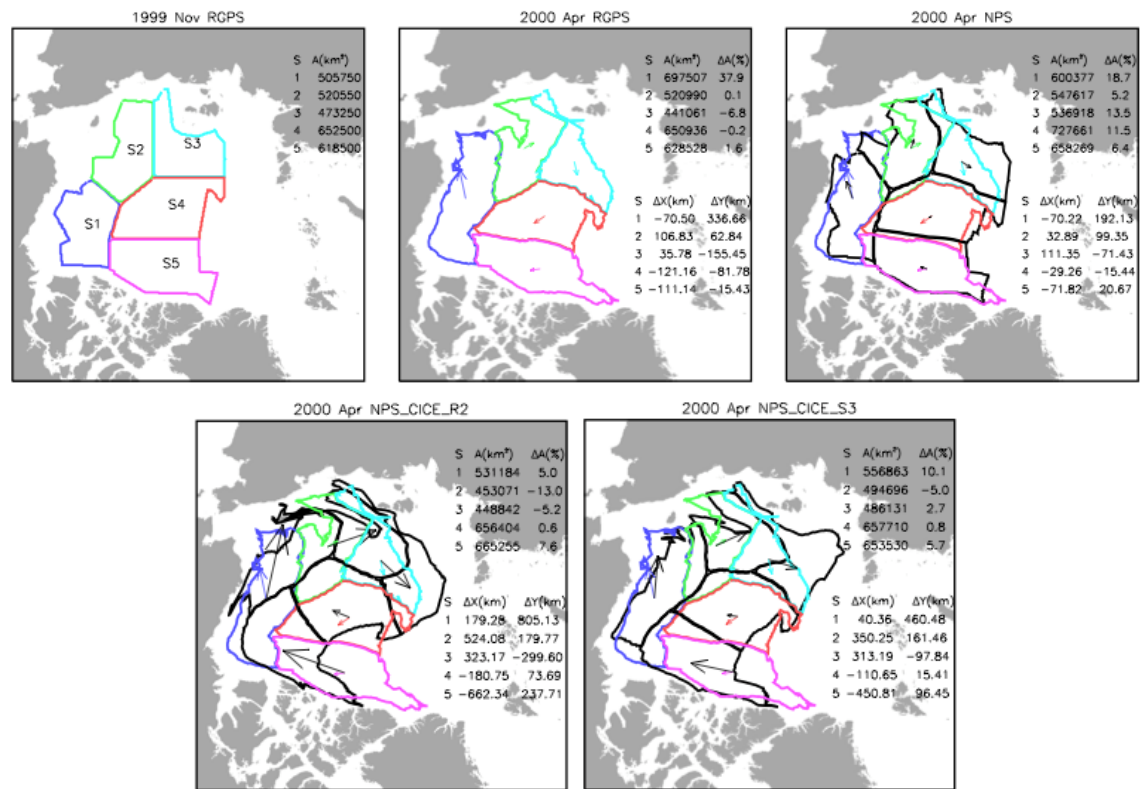 1999 Nov RGPS
S A(km²)
1 505750
2 520550
3 473250
4 652500
5 618500
S1
S2
S3
S4
S5
2000 Apr RGPS
S A(km²) ΔA(%)
1 697507 37.9
2 520990 0.1
3 441061 -6.8
4 650936 -0.2
5 628528 1.6
S ΔX(km) ΔY(km)
1 -70.50 336.66
2 106.83 62.84
3 35.78 -155.45
4 -121.16 -81.78
5 -111.14 -15.43
2000 Apr NPS
S A(km²) ΔA(%)
1 600377 18.7
2 547617 5.2
3 536918 13.5
4 727661 11.5
5 658269 6.4
S ΔX(km) ΔY(km)
1 -70.22 192.13
2 32.89 99.35
3 111.35 -71.43
4 -29.26 -15.44
5 -71.82 20.67
2000 Apr NPS_CICE_R2
S A(km²) ΔA(%)
1 531184 5.0
2 453071 -13.0
3 448842 -5.2
4 656404 0.6
5 665255 7.6
S ΔX(km) ΔY(km)
1 179.28 805.13
2 524.08 179.77
3 323.17 -299.60
4 -180.75 73.69
5 -662.34 237.71
2000 Apr NPS_CICE_S3
S A(km²) ΔA(%)
1 556863 10.1
2 494696 -5.0
3 486131 2.7
4 657710 0.8
5 653530 5.7
S ΔX(km) ΔY(km)
1 40.36 460.48
2 350.25 161.46
3 313.19 -97.84
4 -110.65 15.41
5 -450.81 96.45